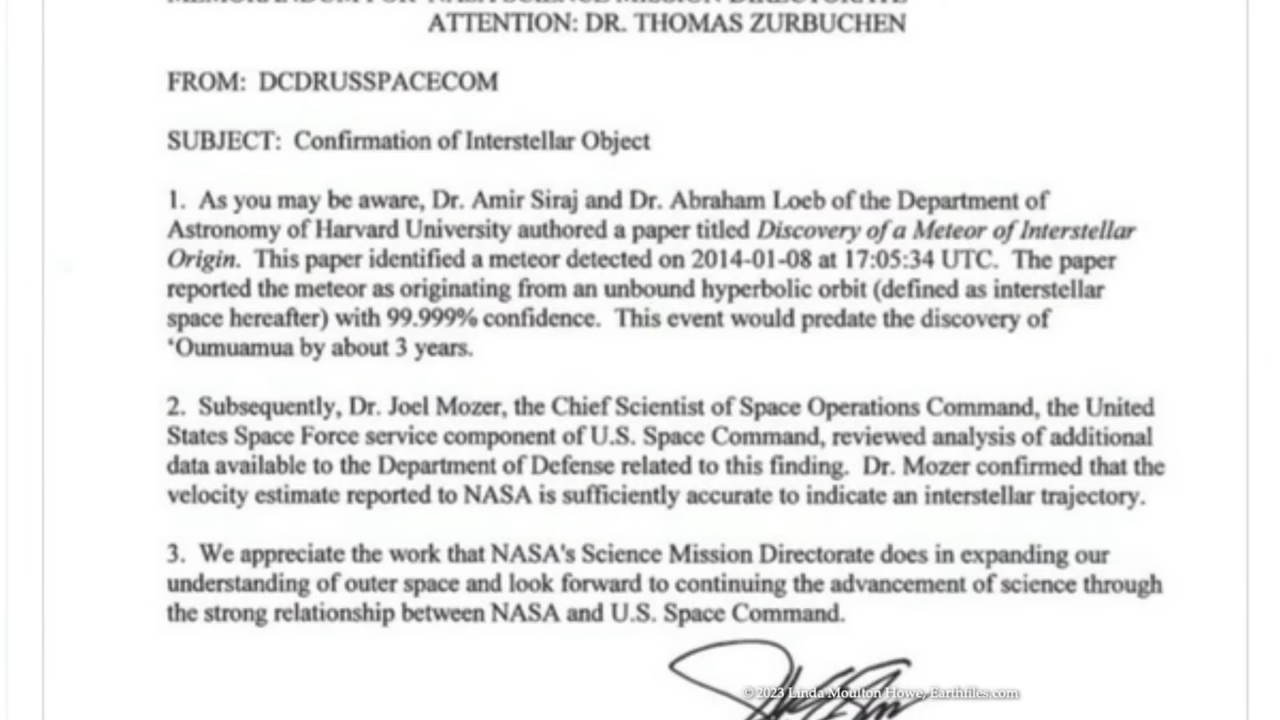 MEMORANDUM FOR NASA SCIENCE MISSION DIRECTORATE
ATTENTION: DR. THOMAS ZURBUCHEN
FROM: DCDRUSSPACECOM
SUBJECT: Confirmation of Interstellar Object
1. As you may be aware, Dr. Amir Siraj and Dr. Abraham Loeb of the Department of
Astronomy of Harvard University authored a paper titled Discovery of a Meteor of Interstellar
Origin. This paper identified a meteor detected on 2014-01-08 at 17:05:34 UTC. The paper
reported the meteor as originating from an unbound hyperbolic orbit (defined as interstellar
space hereafter) with 99.999% confidence. This event would predate the discovery of
‘Oumuamua by about 3 years.
2. Subsequently, Dr. Joel Mozer, the Chief Scientist of Space Operations Command, the United
States Space Force service component of U.S. Space Command, reviewed analysis of additional
data available to the Department of Defense related to this finding. Dr. Mozer confirmed that the
velocity estimate reported to NASA is sufficiently accurate to indicate an interstellar trajectory.
3. We appreciate the work that NASA's Science Mission Directorate does in expanding our
understanding of outer space and look forward to continuing the advancement of science through
the strong relationship between NASA and U.S. Space Command.
© 2023 Linda Moulton Howe, Earthfiles.com